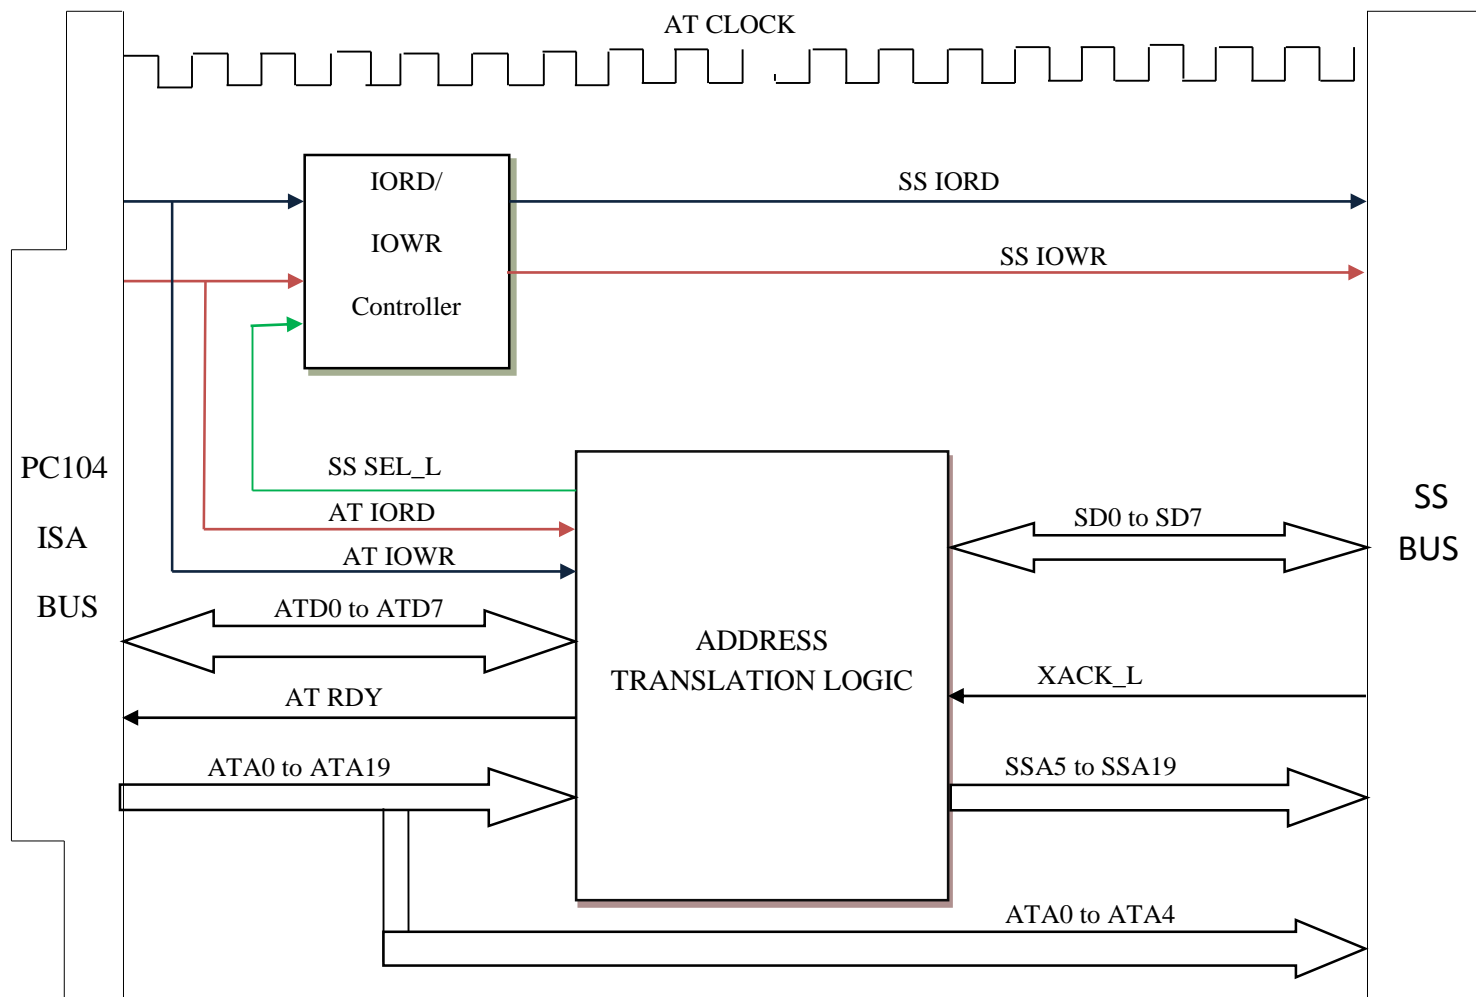 AT CLOCK
IORD/
IOWR
Controller
SS IORD
SS IOWR
PC104
ISA
BUS
SS SEL_L
AT IORD
AT IOWR
ATD0 to ATD7
AT RDY
ATA0 to ATA19
ADDRESS
TRANSLATION LOGIC
SD0 to SD7
XACK_L
SSA5 to SSA19
ATA0 to ATA4
SS
BUS